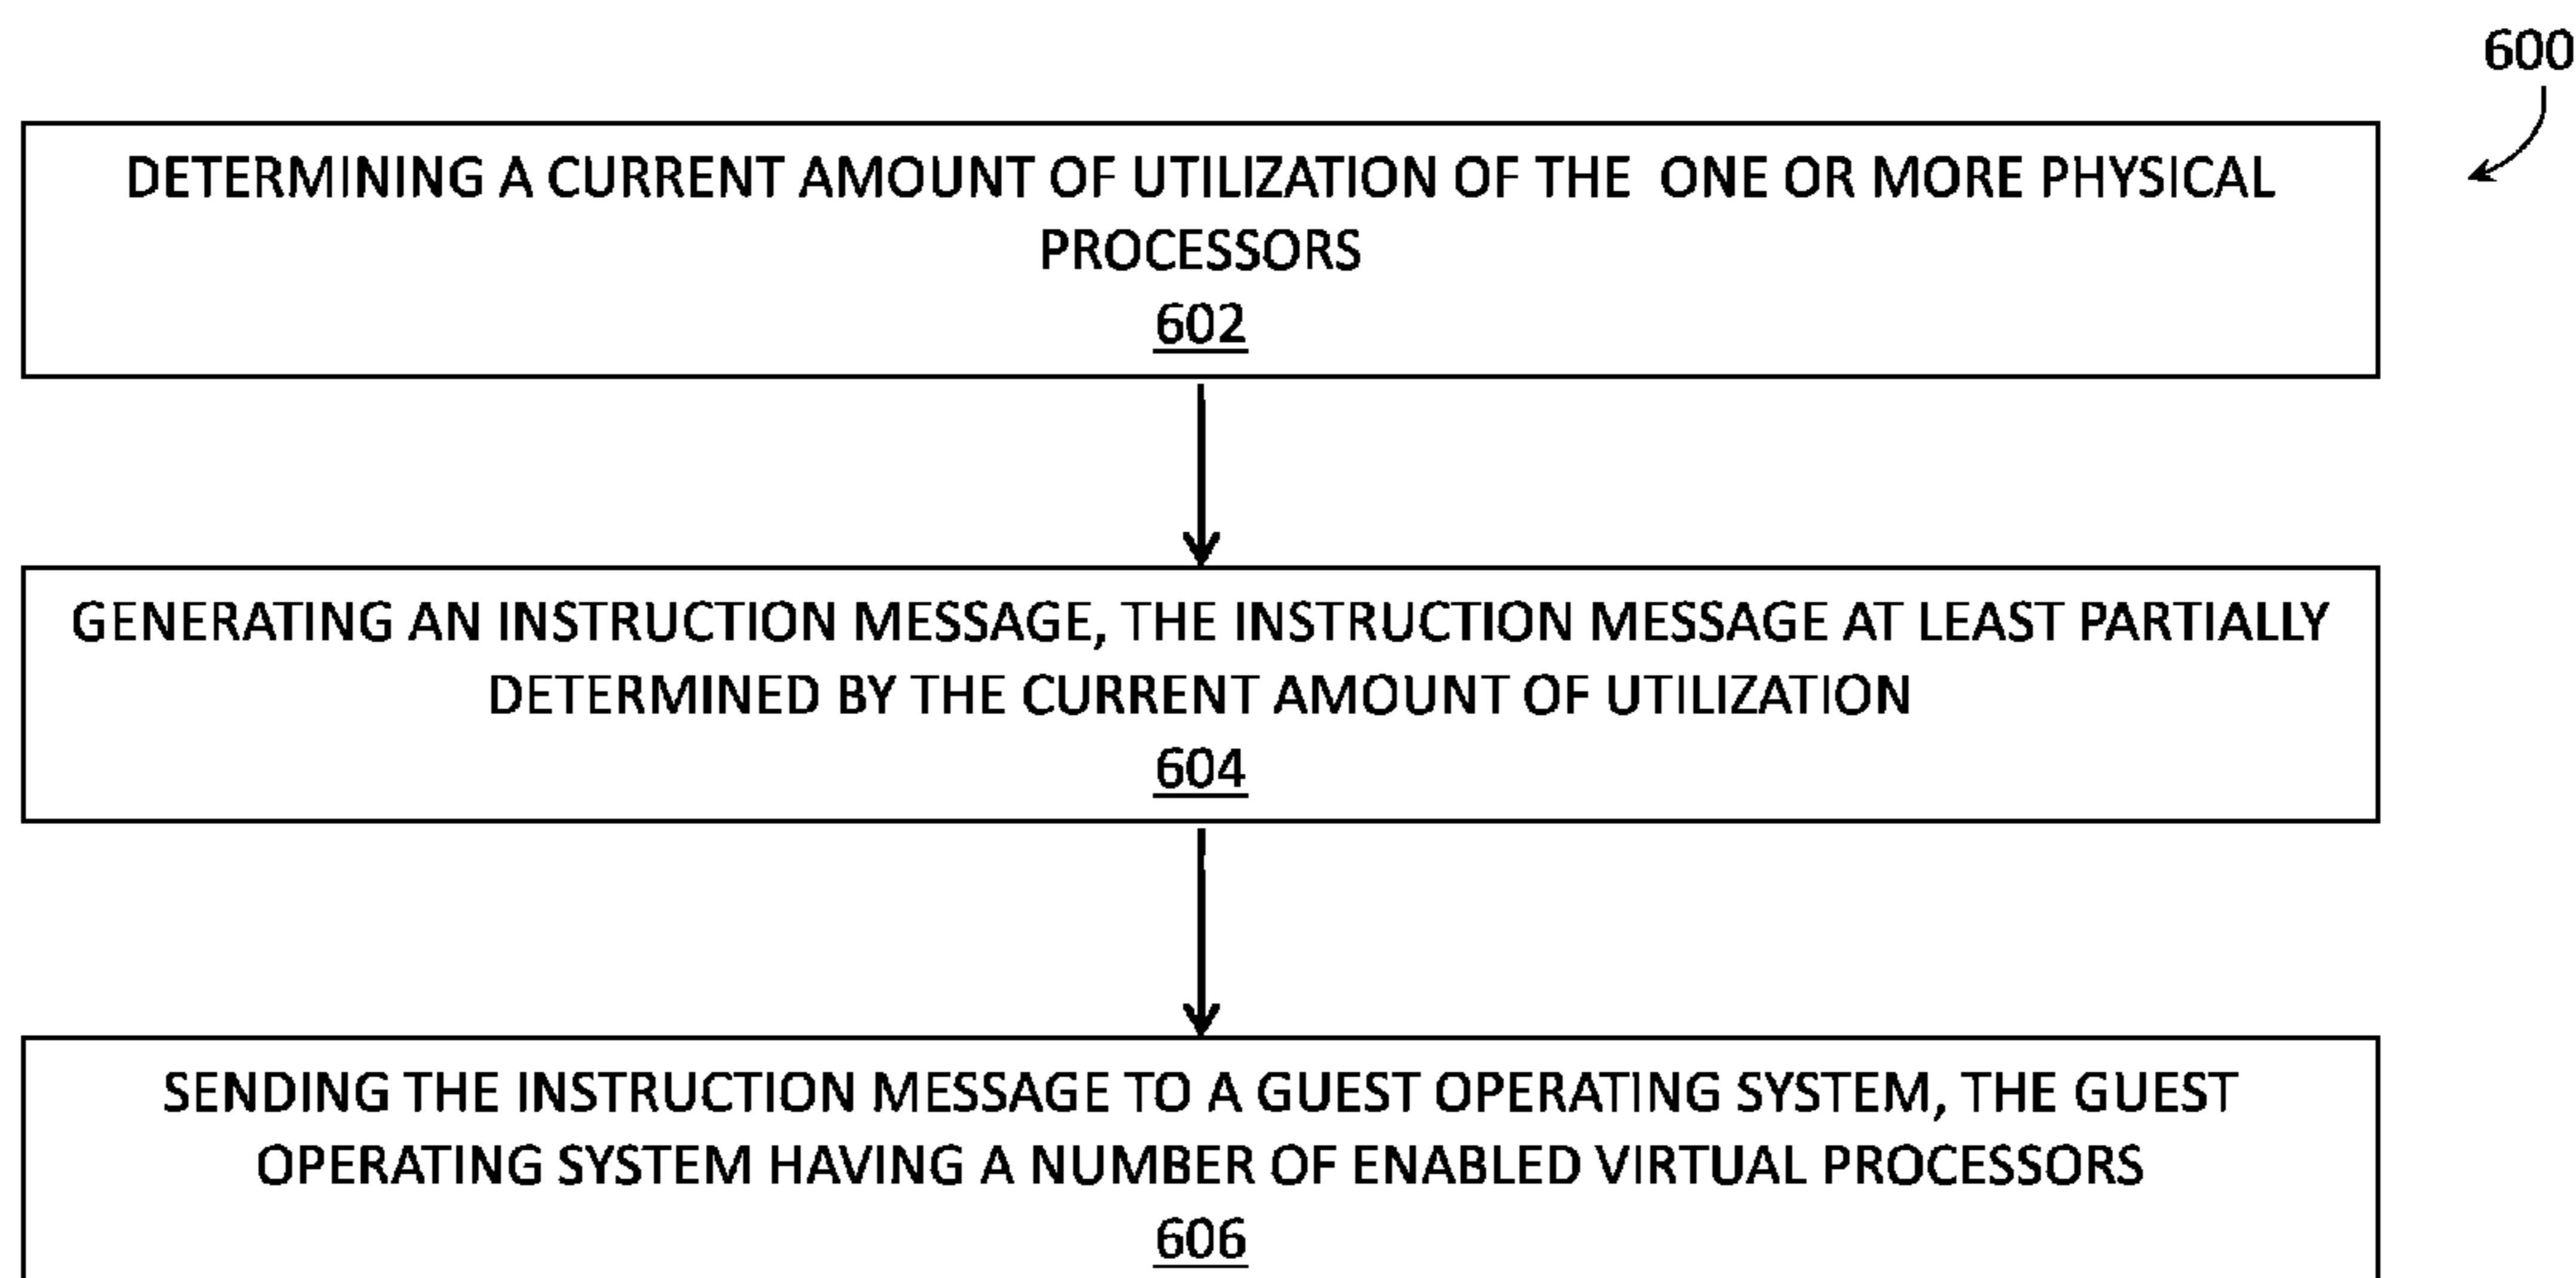 600
DETERMINING A CURRENT AMOUNT OF UTILIZATION OF THE ONE OR MORE PHYSICAL
PROCESSORS
602
GENERATING AN INSTRUCTION MESSAGE, THE INSTRUCTION MESSAGE AT LEAST PARTIALLY
DETERMINED BY THE CURRENT AMOUNT OF UTILIZATION
604
SENDING THE INSTRUCTION MESSAGE TO A GUEST OPERATING SYSTEM, THE GUEST
OPERATING SYSTEM HAVING A NUMBER OF ENABLED VIRTUAL PROCESSORS
606